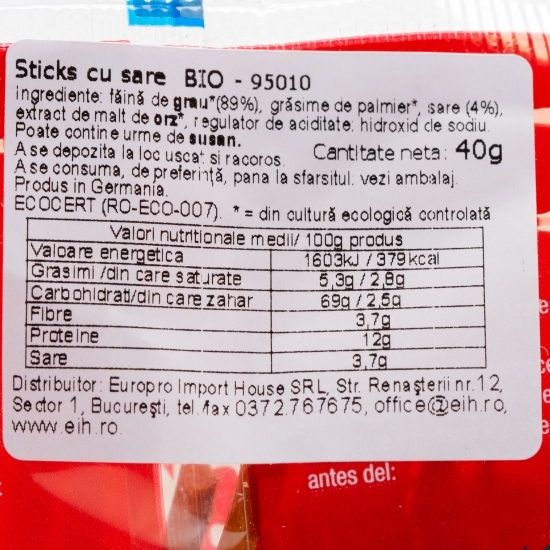 Sticks cu sare BIO - 95010
ingrediente: făină de grau*(89%), grăsime de palmier*, sare (4%),
extract de malt de orz*, regulator de aciditate: hidroxid de sodiu.
Poate contine urme de susan.
A se depozita la loc uscat si racoros. Cantitate neta: 40g
A se consuma, de preferință, pana la sfarsitul: vezi ambalaj.
Produs in Germania.
ECOCERT (RO-ECO-007). * = din cultură ecologică controlată
Valori nutritionale medii/ 100g produs
Valoare energetica 1603kJ / 379 kcal
Grasimi /din care saturate 5,3g / 2,8g
Carbohidrati/din care zahar 69g / 2,5g
Fibre 3,7g
Proteine 12g
Sare 3,7g
Distribuitor: Europro Import House SRL, Str. Renașterii nr.12,
Sector 1, București, tel./fax 0372.767675, office@eih.ro,
www.eih.ro.
antes del: